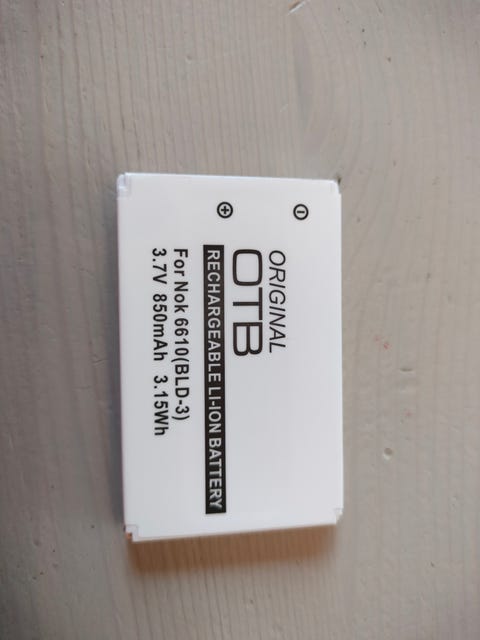 ORIGINAL
OTB
RECHARGEABLE LI-ION BATTERY
For Nok 6610(BLD-3)
3.7V 850mAh 3.15Wh